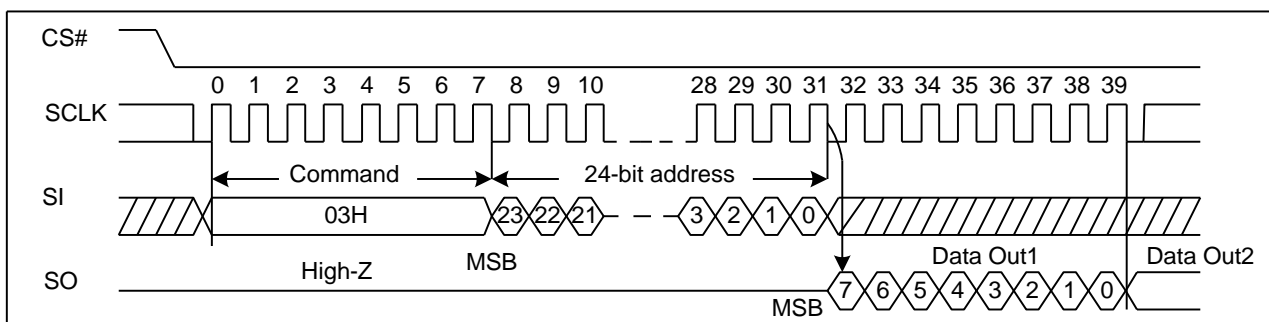 CS#
0 1 2 3 4 5 6 7 8 9 10 28 29 30 31 32 33 34 35 36 37 38 39
SCLK
Command 24-bit address
SI
03H 23 22 21 3 2 1 0
High-Z MSB Data Out1 Data Out2
SO
MSB 7 6 5 4 3 2 1 0